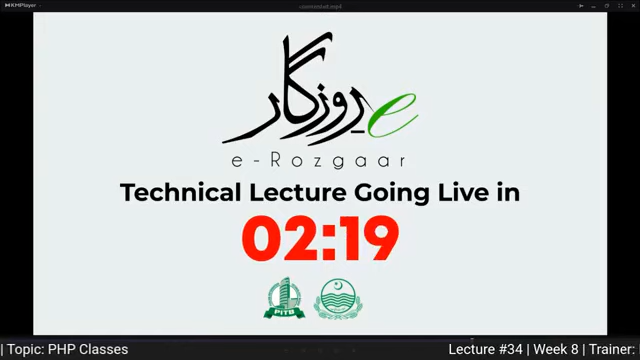 KMPlayer
روزگار e
e-Rozgaar
Technical Lecture Going Live in
02:19
PITB
| Topic: PHP Classes
Lecture #34 | Week 8 | Trainer: